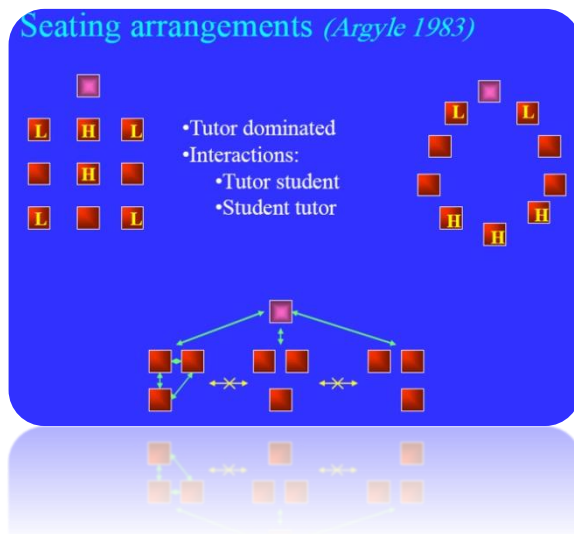 Seating arrangements (Argyle 1983)
L H L
H
L L
•Tutor dominated
•Interactions:
•Tutor student
•Student tutor
L L
H H
H